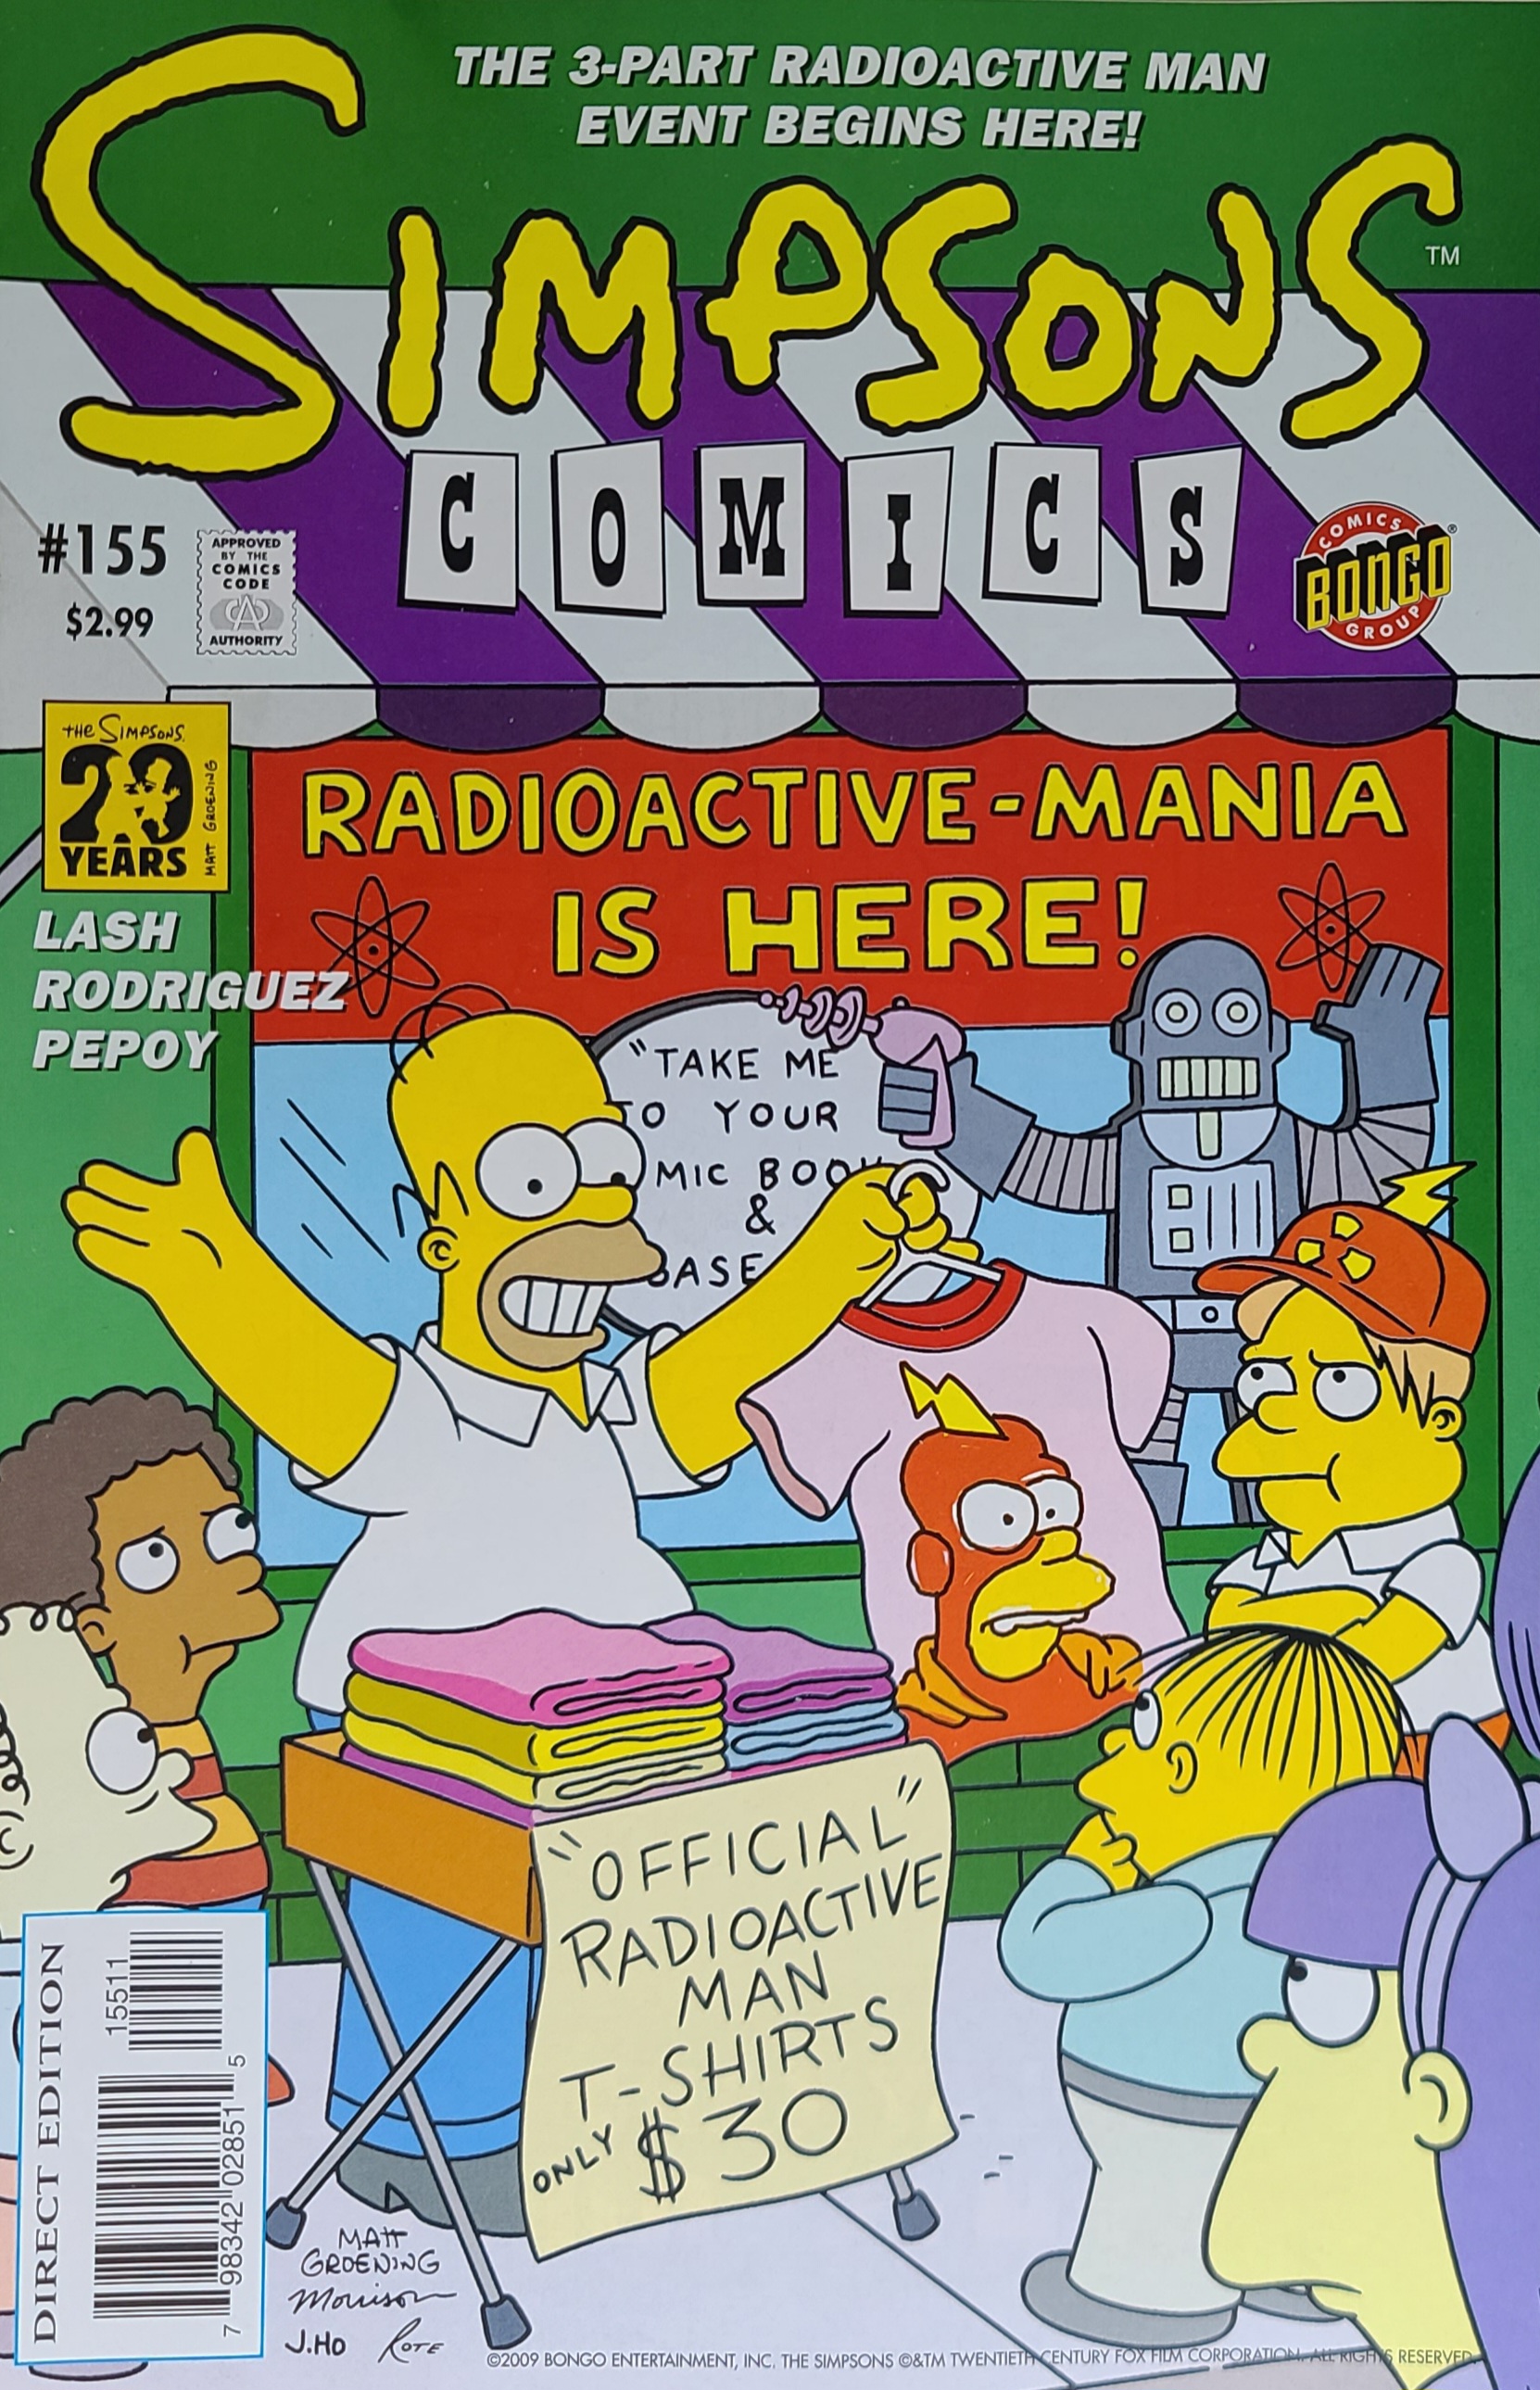 THE 3-PART RADIOACTIVE MAN
EVENT BEGINS HERE!
SIMPSONS
TM
COMICS
#155
$2.99
APPROVED
BY THE
COMICS
CODE
CA
AUTHORITY
COMICS
BONGO®
GROUP
THE SIMPSONS
20
YEARS
MATT GROENING
LASH
RODRIGUEZ
PEPOY
RADIOACTIVE-MANIA
IS HERE!
"TAKE ME
TO YOUR
MIC BOOK
&
BASE
"OFFICIAL"
RADIOACTIVE
MAN
T-SHIRTS
ONLY $30
DIRECT EDITION
15511
7 98342 02851 5
MATT
GROENING
Morrison
J.HO ROTE
©2009 BONGO ENTERTAINMENT, INC. THE SIMPSONS ©&TM TWENTIETH CENTURY FOX FILM CORPORATION. ALL RIGHTS RESERVED.